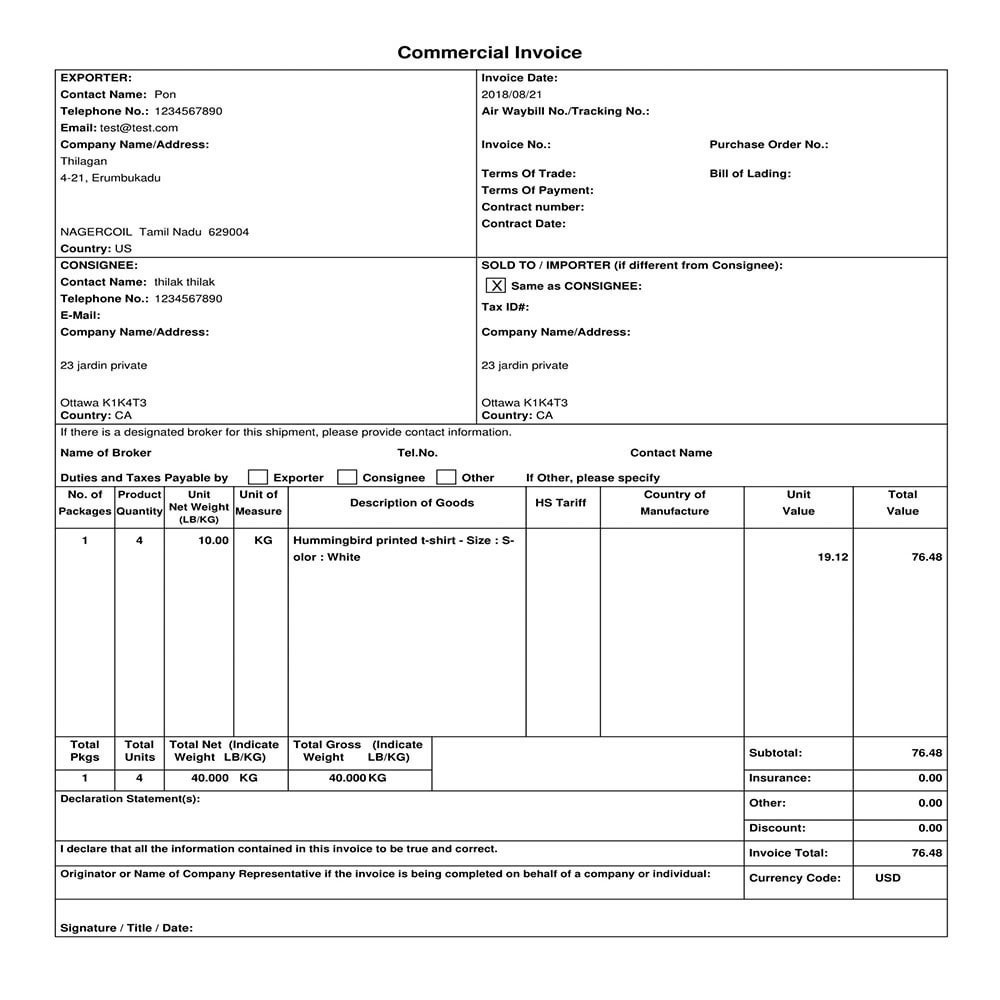 Commercial Invoice
EXPORTER:
Contact Name: Pon
Telephone No.: 1234567890
Email: test@test.com
Company Name/Address:
Thilagan
4-21, Erumbukadu
NAGERCOIL Tamil Nadu 629004
Country: US
Invoice Date:
2018/08/21
Air Waybill No./Tracking No.:
Invoice No.: Purchase Order No.:
Terms Of Trade: Bill of Lading:
Terms Of Payment:
Contract number:
Contract Date:
CONSIGNEE:
Contact Name: thilak thilak
Telephone No.: 1234567890
E-Mail:
Company Name/Address:
23 jardin private
Ottawa K1K4T3
Country: CA
SOLD TO / IMPORTER (if different from Consignee):
X Same as CONSIGNEE:
Tax ID#:
Company Name/Address:
23 jardin private
Ottawa K1K4T3
Country: CA
If there is a designated broker for this shipment, please provide contact information.
Name of Broker Tel.No. Contact Name
Duties and Taxes Payable by Exporter Consignee Other If Other, please specify
No. of Packages
Product Quantity
Unit Net Weight (LB/KG)
Unit of Measure
Description of Goods
HS Tariff
Country of Manufacture
Unit Value
Total Value
1 4 10.00 KG Hummingbird printed t-shirt - Size : S-
olor : White 19.12 76.48
Total Pkgs
Total Units
Total Net (Indicate Weight LB/KG)
Total Gross (Indicate Weight LB/KG)
1 4 40.000 KG 40.000 KG
Subtotal: 76.48
Insurance: 0.00
Other: 0.00
Discount: 0.00
Invoice Total: 76.48
Currency Code: USD
Declaration Statement(s):
I declare that all the information contained in this invoice to be true and correct.
Originator or Name of Company Representative if the invoice is being completed on behalf of a company or individual:
Signature / Title / Date: